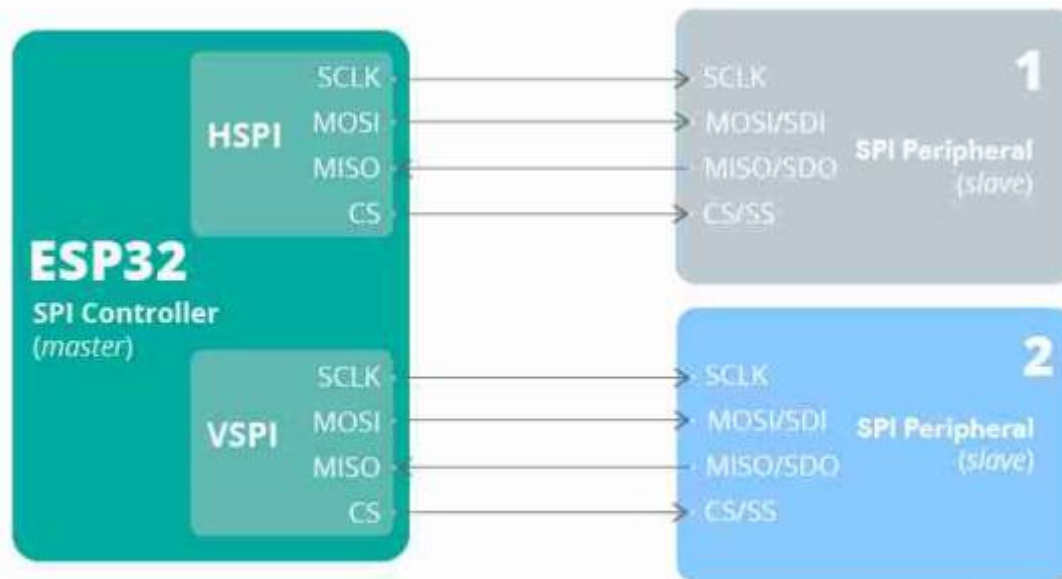 ESP32
SPI Controller
(master)
HSPI
SCLK
MOSI
MISO
CS
VSPI
SCLK
MOSI
MISO
CS
1
SCLK
MOSI/SDI
MISO/SDO
CS/SS
SPI Peripheral
(slave)
2
SCLK
MOSI/SDI
MISO/SDO
CS/SS
SPI Peripheral
(slave)